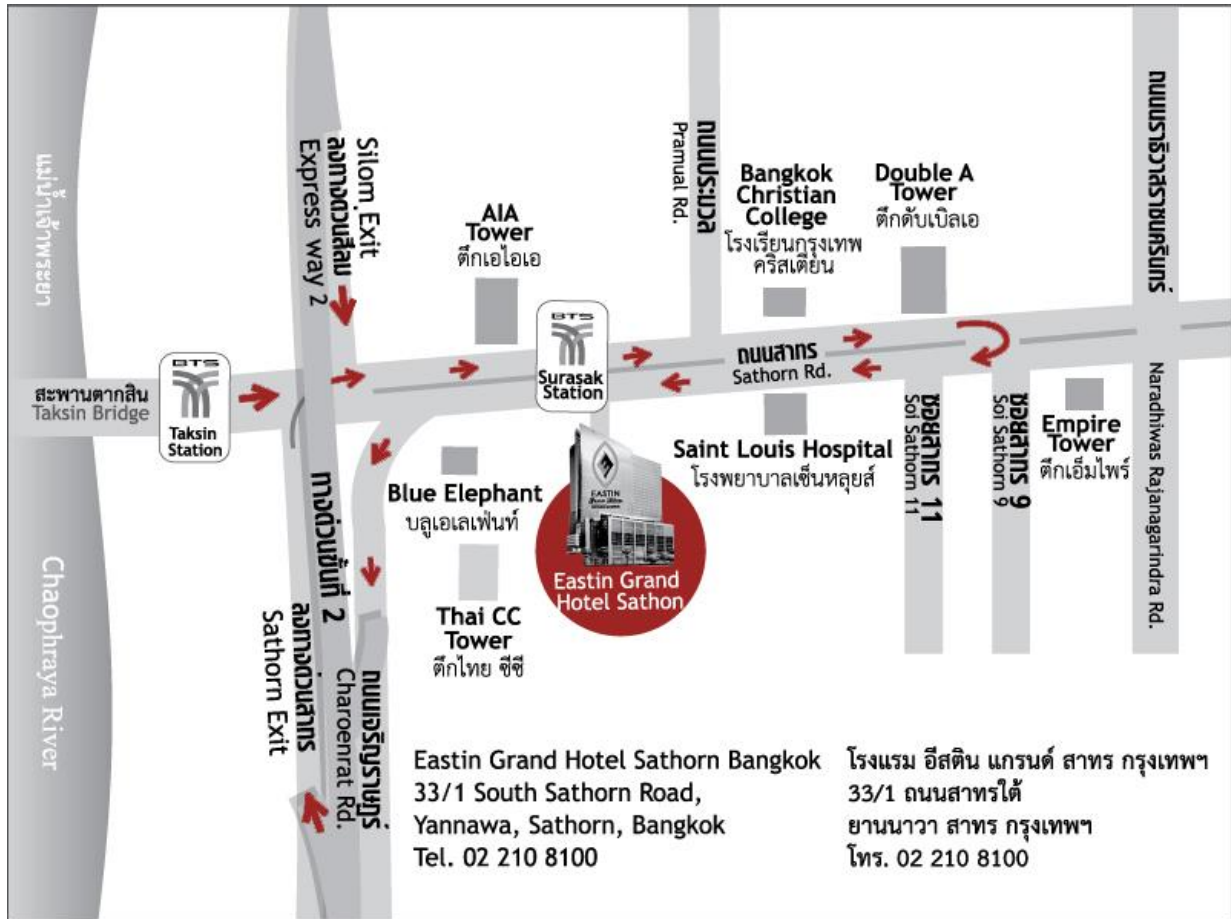 แม่น้ำเจ้าพระยา
Chaophraya River
สะพานตากสิน
Taksin Bridge
BTS
Taksin
Station
Silom Exit
ลงทางด่วนสีลม
Express way 2
ทางด่วนขั้นที่ 2
ลงทางด่วนสาทร
Sathorn Exit
ถนนเจริญราษฎร์
Charoenrat Rd.
AIA
Tower
ตึกเอไอเอ
BTS
Surasak
Station
ถนนประมวล
Pramual Rd.
Bangkok
Christian
College
โรงเรียนกรุงเทพ
คริสเตียน
Double A
Tower
ตึกดับเบิลเอ
ถนนนราธิวาสราชนครินทร์
Naradhiwas Rajanagarindra Rd.
ถนนสาทร
Sathorn Rd.
Blue Elephant
บลูเอเลเฟ่นท์
Thai CC
Tower
ตึกไทย ซีซี
EASTIN
Eastin Grand
Hotel Sathon
Saint Louis Hospital
โรงพยาบาลเซ็นหลุยส์
ซอยสาทร 11
Soi Sathorn 11
ซอยสาทร 9
Soi Sathorn 9
Empire
Tower
ตึกเอ็มไพร์
Eastin Grand Hotel Sathorn Bangkok
33/1 South Sathorn Road,
Yannawa, Sathorn, Bangkok
Tel. 02 210 8100
โรงแรม อีสติน แกรนด์ สาทร กรุงเทพฯ
33/1 ถนนสาทรใต้
ยานนาวา สาทร กรุงเทพฯ
โทร. 02 210 8100